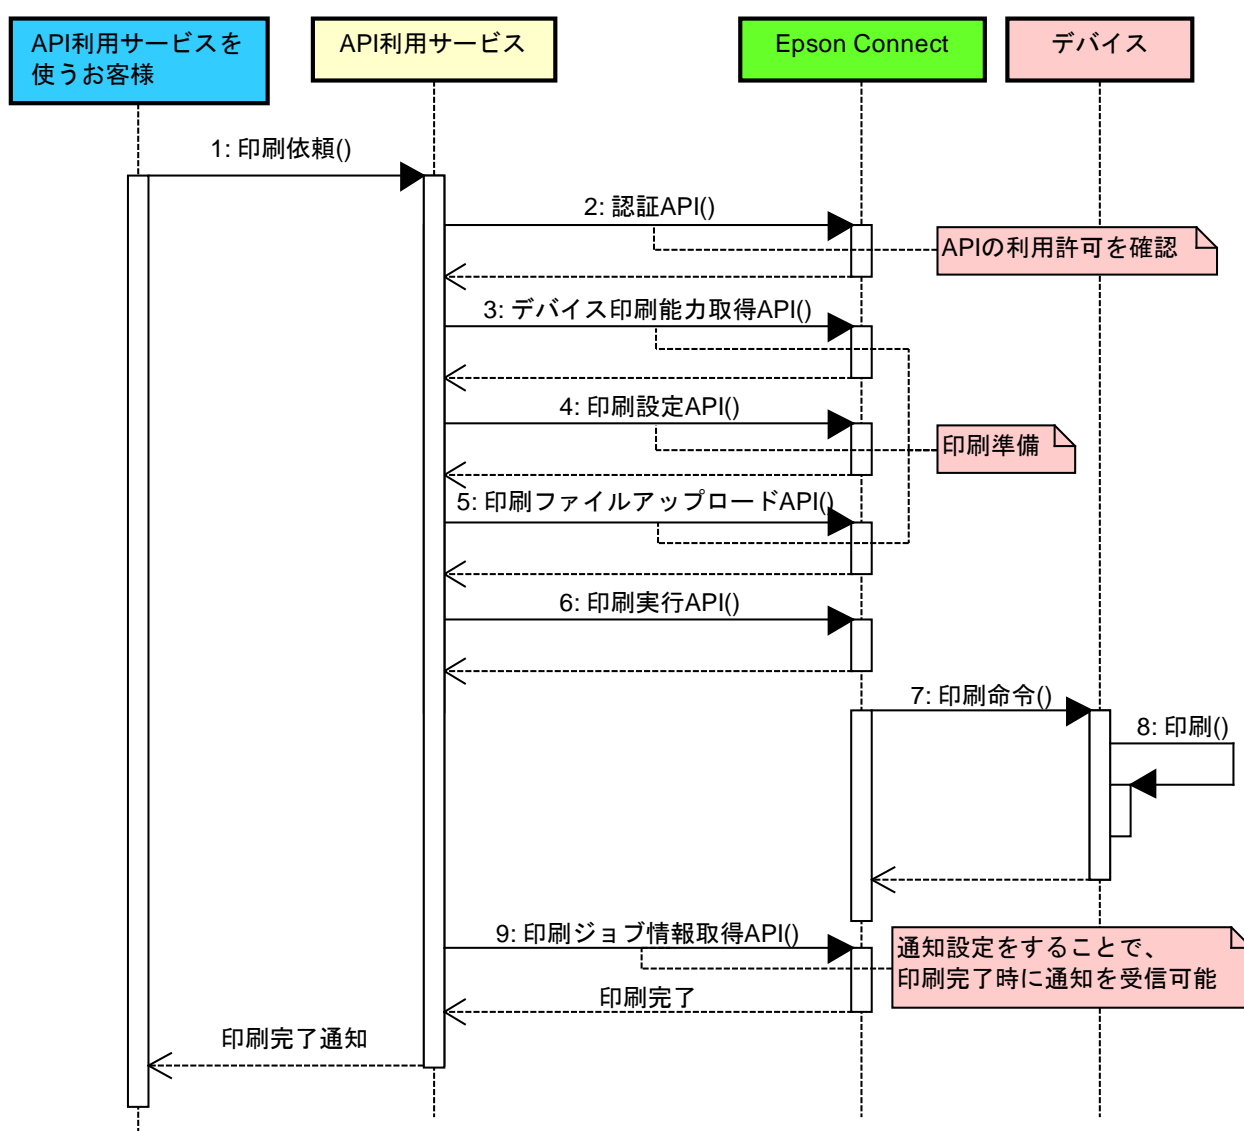 API利用サービスを
使うお客様
API利用サービス
Epson Connect
デバイス
1: 印刷依頼()
2: 認証API()
APIの利用許可を確認
3: デバイス印刷能力取得API()
4: 印刷設定API()
印刷準備
5: 印刷ファイルアップロードAPI()
6: 印刷実行API()
7: 印刷命令()
8: 印刷()
9: 印刷ジョブ情報取得API()
通知設定をすることで、
印刷完了時に通知を受信可能
印刷完了
印刷完了通知